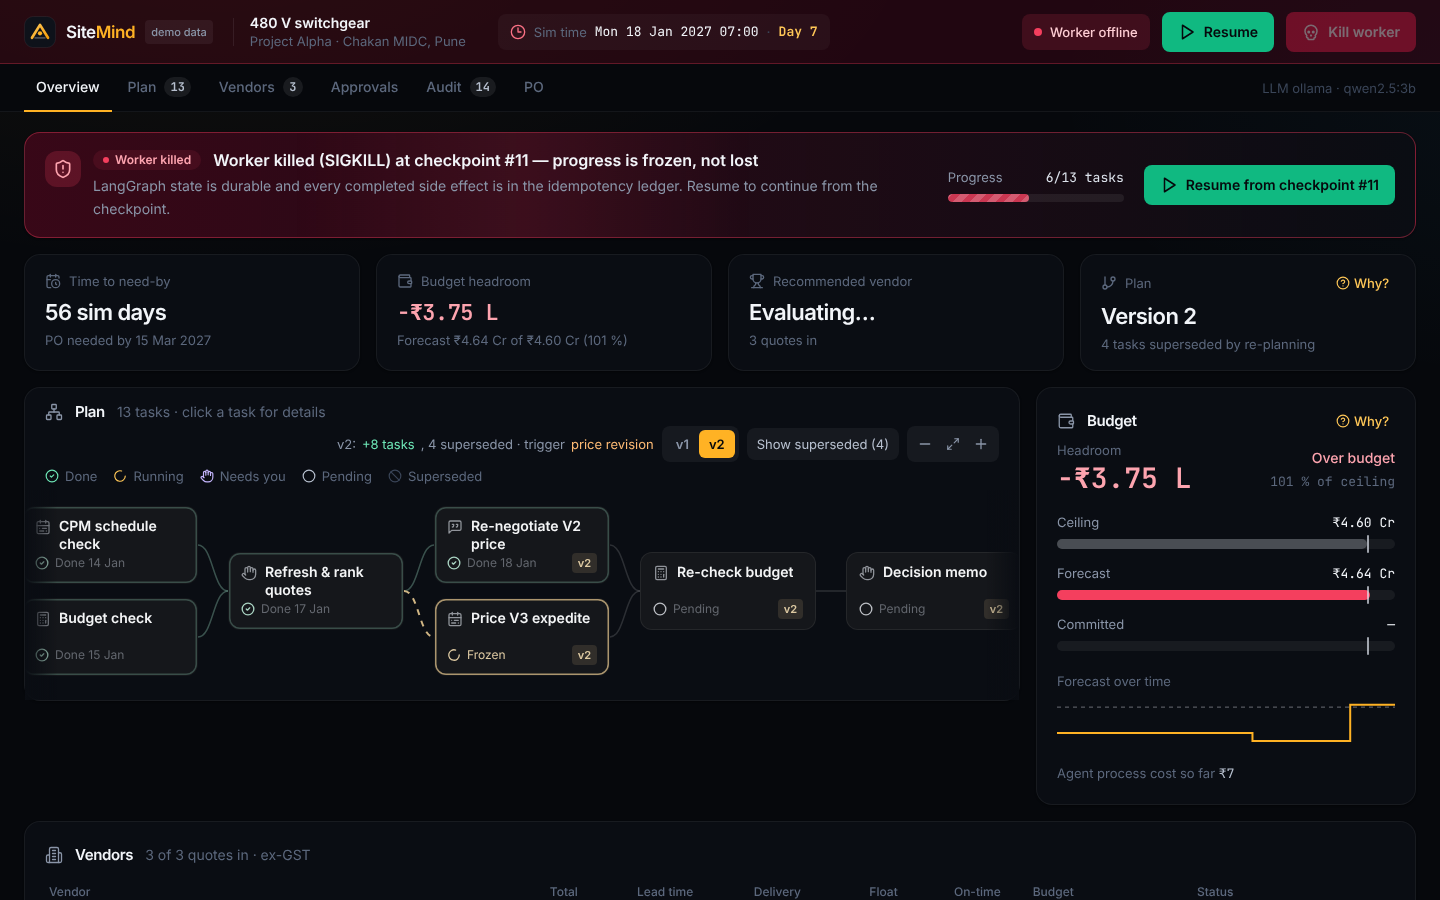 SiteMind demo data
480 V switchgear
Project Alpha · Chakan MIDC, Pune
Sim time Mon 18 Jan 2027 07:00 · Day 7
Worker offline
Resume
Kill worker
Overview
Plan 13
Vendors 3
Approvals
Audit 14
PO
LLM ollama · qwen2.5:3b
Worker killed
Worker killed (SIGKILL) at checkpoint #11 — progress is frozen, not lost
LangGraph state is durable and every completed side effect is in the idempotency ledger. Resume to continue from the
checkpoint.
Progress 6/13 tasks
Resume from checkpoint #11
Time to need-by
56 sim days
PO needed by 15 Mar 2027
Budget headroom
-₹3.75 L
Forecast ₹4.64 Cr of ₹4.60 Cr (101 %)
Recommended vendor
Evaluating…
3 quotes in
Plan
Why?
Version 2
4 tasks superseded by re-planning
Plan 13 tasks · click a task for details
v2: +8 tasks , 4 superseded · trigger price revision
v1 v2
Show superseded (4)
Done
Running
Needs you
Pending
Superseded
CPM schedule
check
Done 14 Jan
Budget check
Done 15 Jan
Refresh & rank
quotes
Done 17 Jan
Re-negotiate V2
price
Done 18 Jan v2
Price V3 expedite
Frozen v2
Re-check budget
Pending v2
Decision memo
Pending v2
Budget
Why?
Headroom
-₹3.75 L
Over budget
101 % of ceiling
Ceiling ₹4.60 Cr
Forecast ₹4.64 Cr
Committed –
Forecast over time
Agent process cost so far ₹7
Vendors 3 of 3 quotes in · ex-GST
Vendor Total Lead time Delivery Float On-time Budget Status